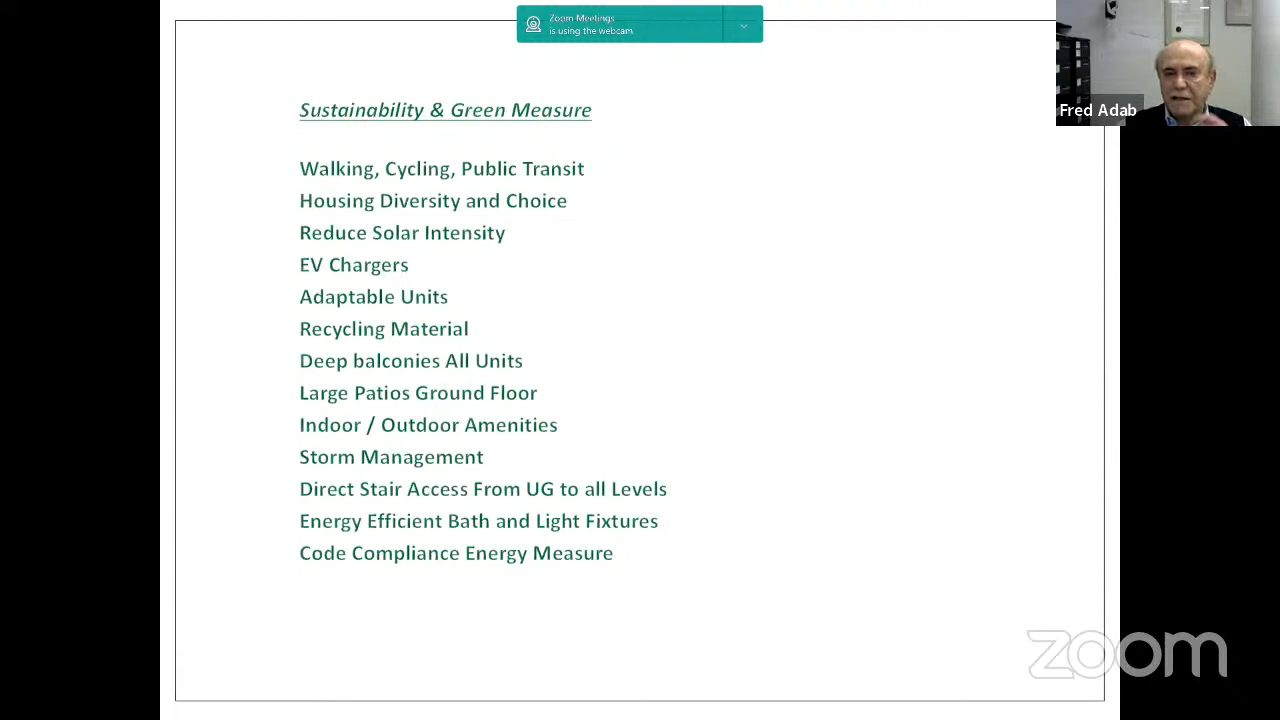 Zoom Meetings
is using the webcam
Fred Adab
Sustainability & Green Measure
Walking, Cycling, Public Transit
Housing Diversity and Choice
Reduce Solar Intensity
EV Chargers
Adaptable Units
Recycling Material
Deep balconies All Units
Large Patios Ground Floor
Indoor / Outdoor Amenities
Storm Management
Direct Stair Access From UG to all Levels
Energy Efficient Bath and Light Fixtures
Code Compliance Energy Measure
zoom